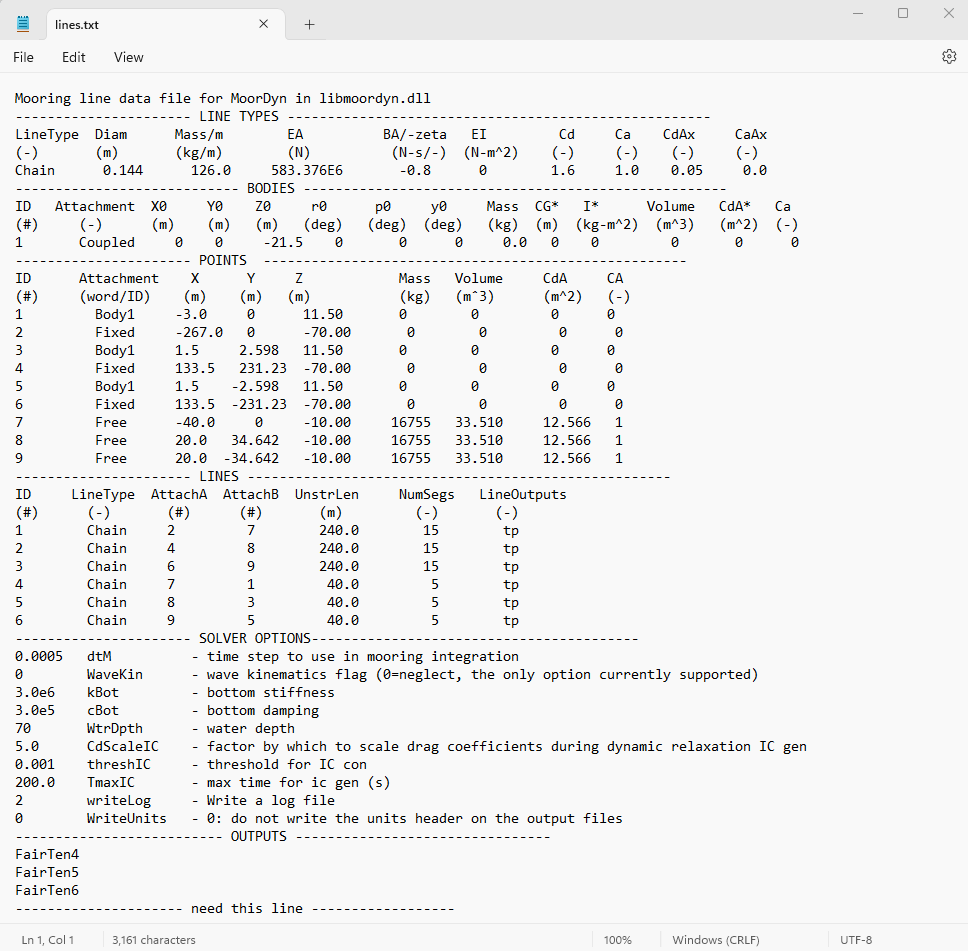 lines.txt
File Edit View
Mooring line data file for MoorDyn in libmoordyn.dll
---------------------- LINE TYPES -----------------------------------------------------
LineType  Diam      Mass/m        EA          BA/-zeta   EI         Cd     Ca    CdAx     CaAx
(-)       (m)       (kg/m)        (N)          (N-s/-)  (N-m^2)    (-)     (-)    (-)     (-)
Chain      0.144      126.0     583.376E6       -0.8      0        1.6     1.0   0.05     0.0
---------------------------- BODIES -----------------------------------------------------
ID   Attachment  X0     Y0    Z0     r0      p0     y0     Mass  CG*   I*      Volume   CdA*   Ca
(#)     (-)      (m)    (m)   (m)   (deg)   (deg)  (deg)   (kg)  (m)  (kg-m^2)  (m^3)   (m^2)  (-)
1       Coupled     0    0     -21.5    0       0      0     0.0   0    0         0       0      0
---------------------- POINTS  -----------------------------------------------------
ID      Attachment    X      Y     Z            Mass   Volume     CdA     CA
(#)     (word/ID)    (m)    (m)   (m)           (kg)   (m^3)      (m^2)   (-)
1         Body1     -3.0     0      11.50       0        0         0      0
2         Fixed     -267.0   0      -70.00       0        0         0      0
3         Body1     1.5     2.598   11.50       0        0         0      0
4         Fixed     133.5   231.23  -70.00       0        0         0      0
5         Body1     1.5    -2.598   11.50       0        0         0      0
6         Fixed     133.5  -231.23  -70.00       0        0         0      0
7         Free      -40.0     0     -10.00     16755   33.510     12.566   1
8         Free      20.0   34.642   -10.00     16755   33.510     12.566   1
9         Free      20.0  -34.642   -10.00     16755   33.510     12.566   1
---------------------- LINES -----------------------------------------------------
ID     LineType  AttachA  AttachB  UnstrLen     NumSegs   LineOutputs
(#)      (-)       (#)      (#)       (m)         (-)       (-)
1        Chain     2         7        240.0        15        tp
2        Chain     4         8        240.0        15        tp
3        Chain     6         9        240.0        15        tp
4        Chain     7         1         40.0         5        tp
5        Chain     8         3         40.0         5        tp
6        Chain     9         5         40.0         5        tp
---------------------- SOLVER OPTIONS-----------------------------------------
0.0005   dtM          - time step to use in mooring integration
0        WaveKin      - wave kinematics flag (0=neglect, the only option currently supported)
3.0e6    kBot         - bottom stiffness
3.0e5    cBot         - bottom damping
70       WtrDpth      - water depth
5.0      CdScaleIC    - factor by which to scale drag coefficients during dynamic relaxation IC gen
0.001    threshIC     - threshold for IC con
200.0    TmaxIC       - max time for ic gen (s)
2        writeLog     - Write a log file
0        WriteUnits   - 0: do not write the units header on the output files
-------------------------- OUTPUTS --------------------------------
FairTen4
FairTen5
FairTen6
--------------------- need this line ------------------
Ln 1, Col 1 3,161 characters 100% Windows (CRLF) UTF-8